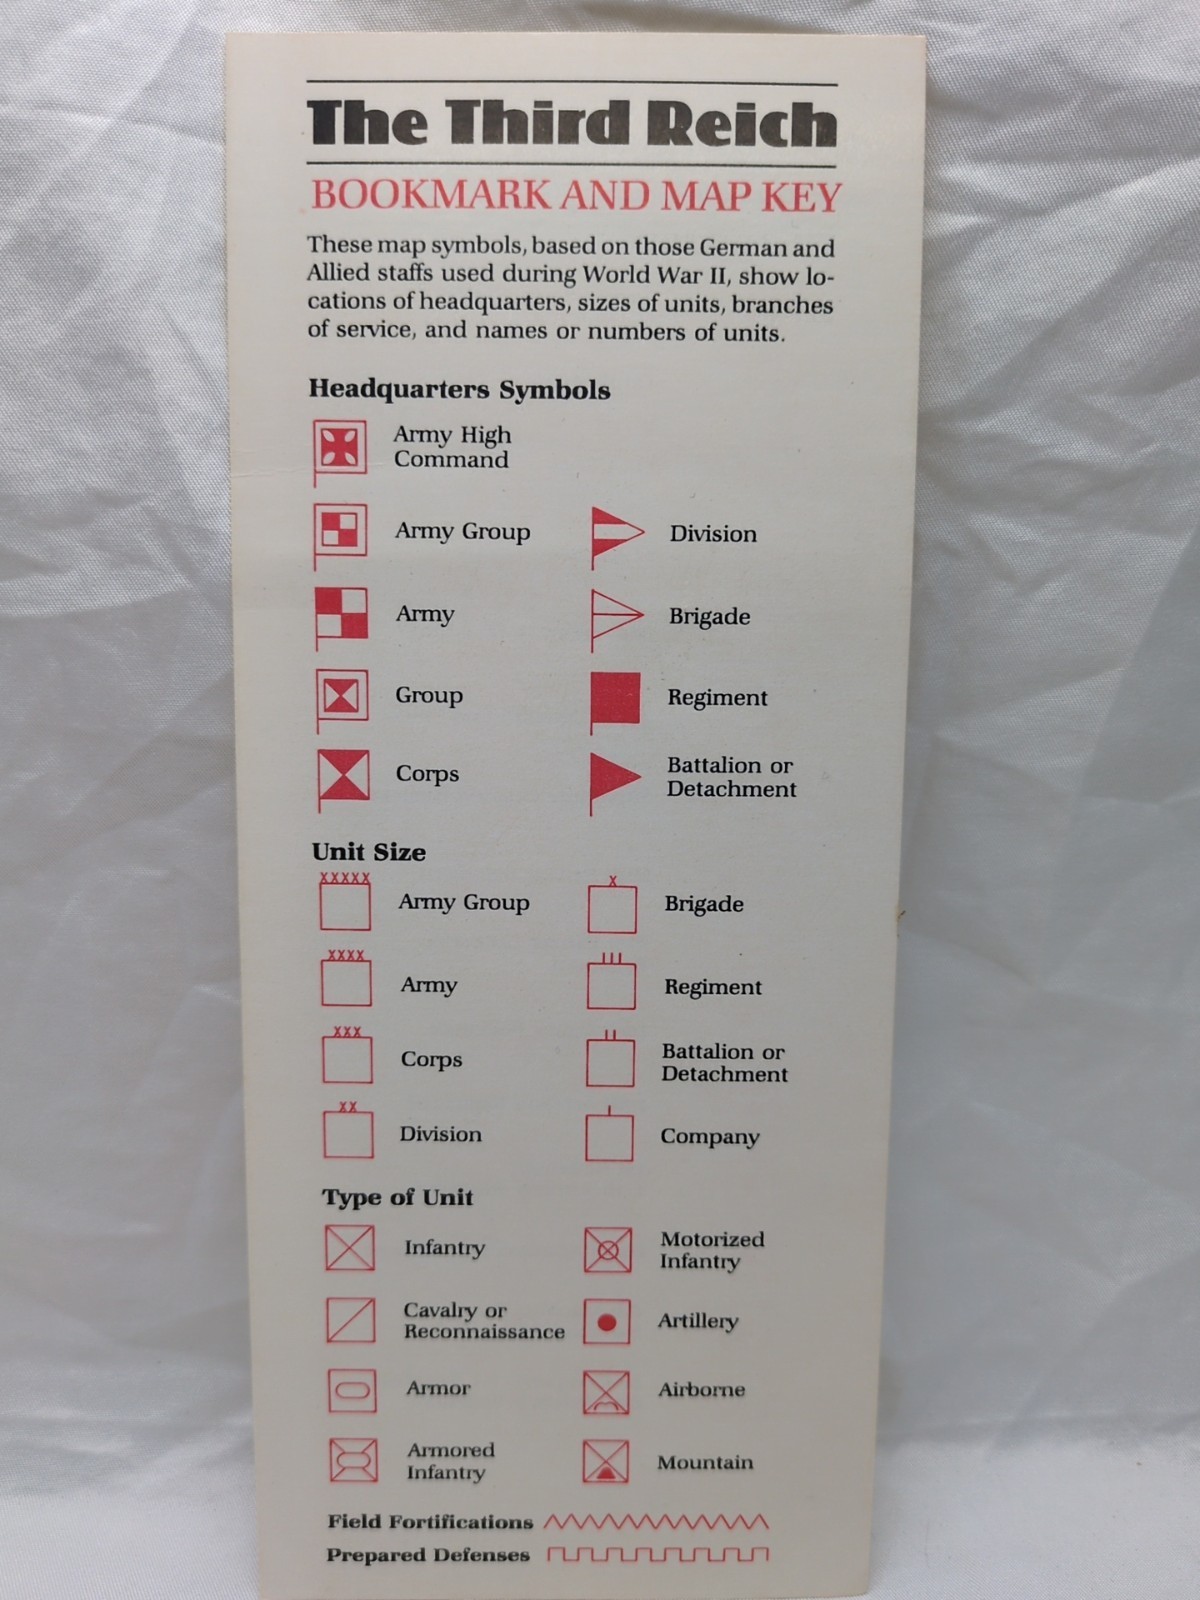 The Third Reich
BOOKMARK AND MAP KEY
These map symbols, based on those German and
Allied staffs used during World War II, show lo-
cations of headquarters, sizes of units, branches
of service, and names or numbers of units.
Headquarters Symbols
Army High
Command
Army Group
Division
Army
Brigade
Group
Regiment
Corps
Battalion or
Detachment
Unit Size
XXXXX
Army Group
X
Brigade
XXXX
Army
III
Regiment
XXX
Corps
II
Battalion or
Detachment
XX
Division
I
Company
Type of Unit
Infantry
Motorized
Infantry
Cavalry or
Reconnaissance
Artillery
Armor
Airborne
Armored
Infantry
Mountain
Field Fortifications
Prepared Defenses